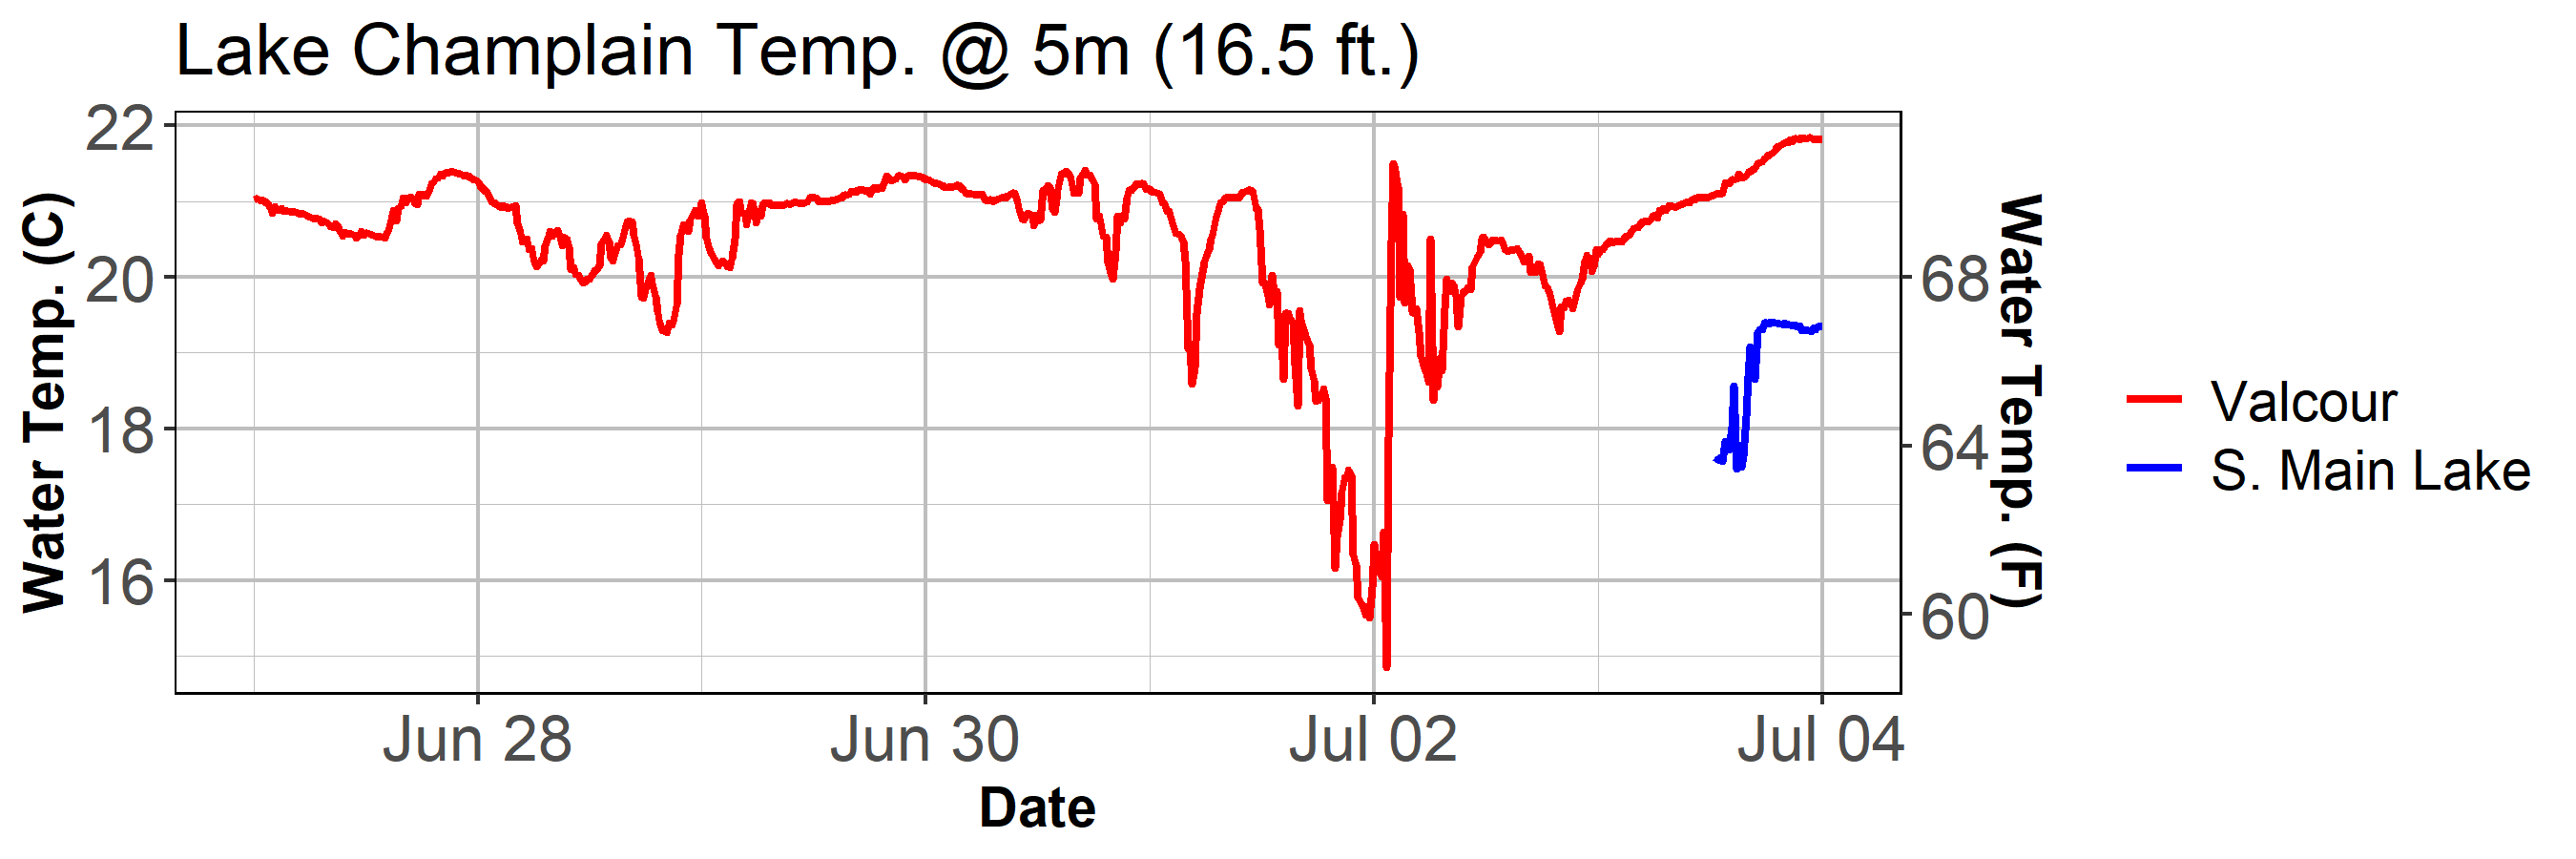 Lake Champlain Temp. @ 5m (16.5 ft.)
Water Temp. (C)
22
20
18
16
68
64
60
Water Temp. (F)
Jun 28
Jun 30
Jul 02
Jul 04
Date
Valcour
S. Main Lake